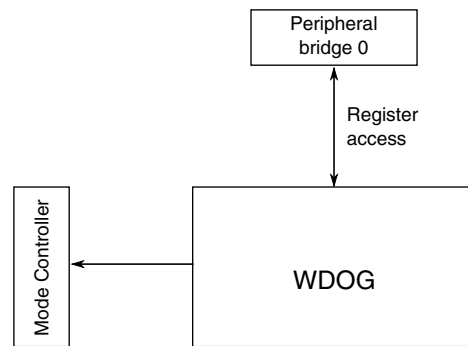 Peripheral
bridge 0
Register
access
Mode Controller
WDOG